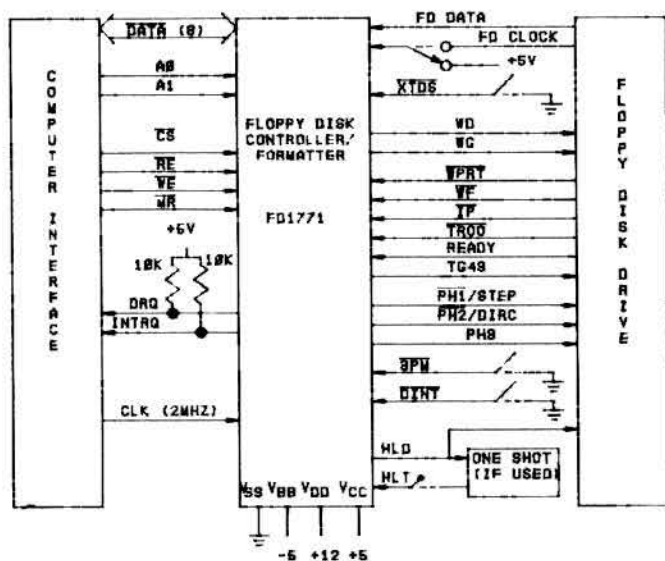 COMPUTER INTERFACE
DATA (8)
A0
A1
CS
RE
WE
MR
+5V
10K
10K
DRQ
INTRQ
CLK (2MHZ)
FLOPPY DISK
CONTROLLER/
FORMATTER
FD1771
VSS VBB VDD VCC
-5 +12 +5
FD DATA
FD CLOCK
+5V
XTDS
WD
WG
WPRT
WF
IP
TR00
READY
TG43
PH1/STEP
PH2/DIRC
PH3
3PM
DINT
HLD
HLT
ONE SHOT
(IF USED)
FLOPPY DISK DRIVE